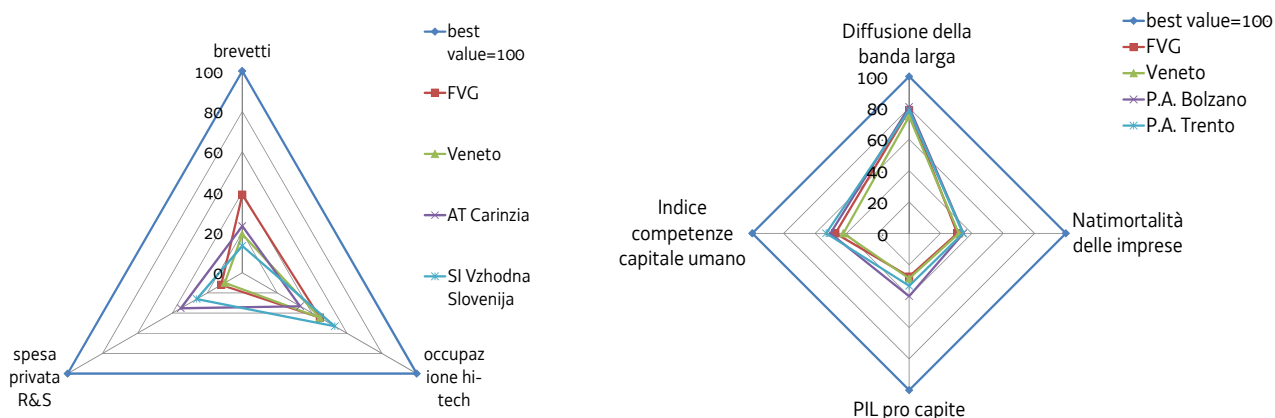 brevetti
100
80
60
40
20
0
spesa
privata
R&S
occupaz
ione hi-
tech
best
value=100
FVG
Veneto
AT Carinzia
SI Vzhodna
Slovenija
Diffusione della
banda larga
100
80
60
40
20
0
Indice
competenze
capitale umano
Natimortalità
delle imprese
PIL pro capite
best value=100
FVG
Veneto
P.A. Bolzano
P.A. Trento